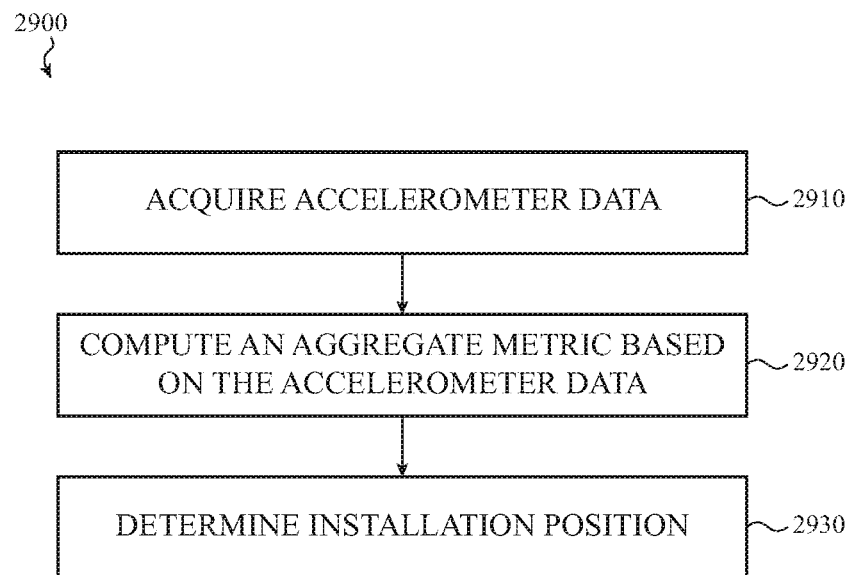 2900
ACQUIRE ACCELEROMETER DATA
2910
COMPUTE AN AGGREGATE METRIC BASED
ON THE ACCELEROMETER DATA
2920
DETERMINE INSTALLATION POSITION
2930